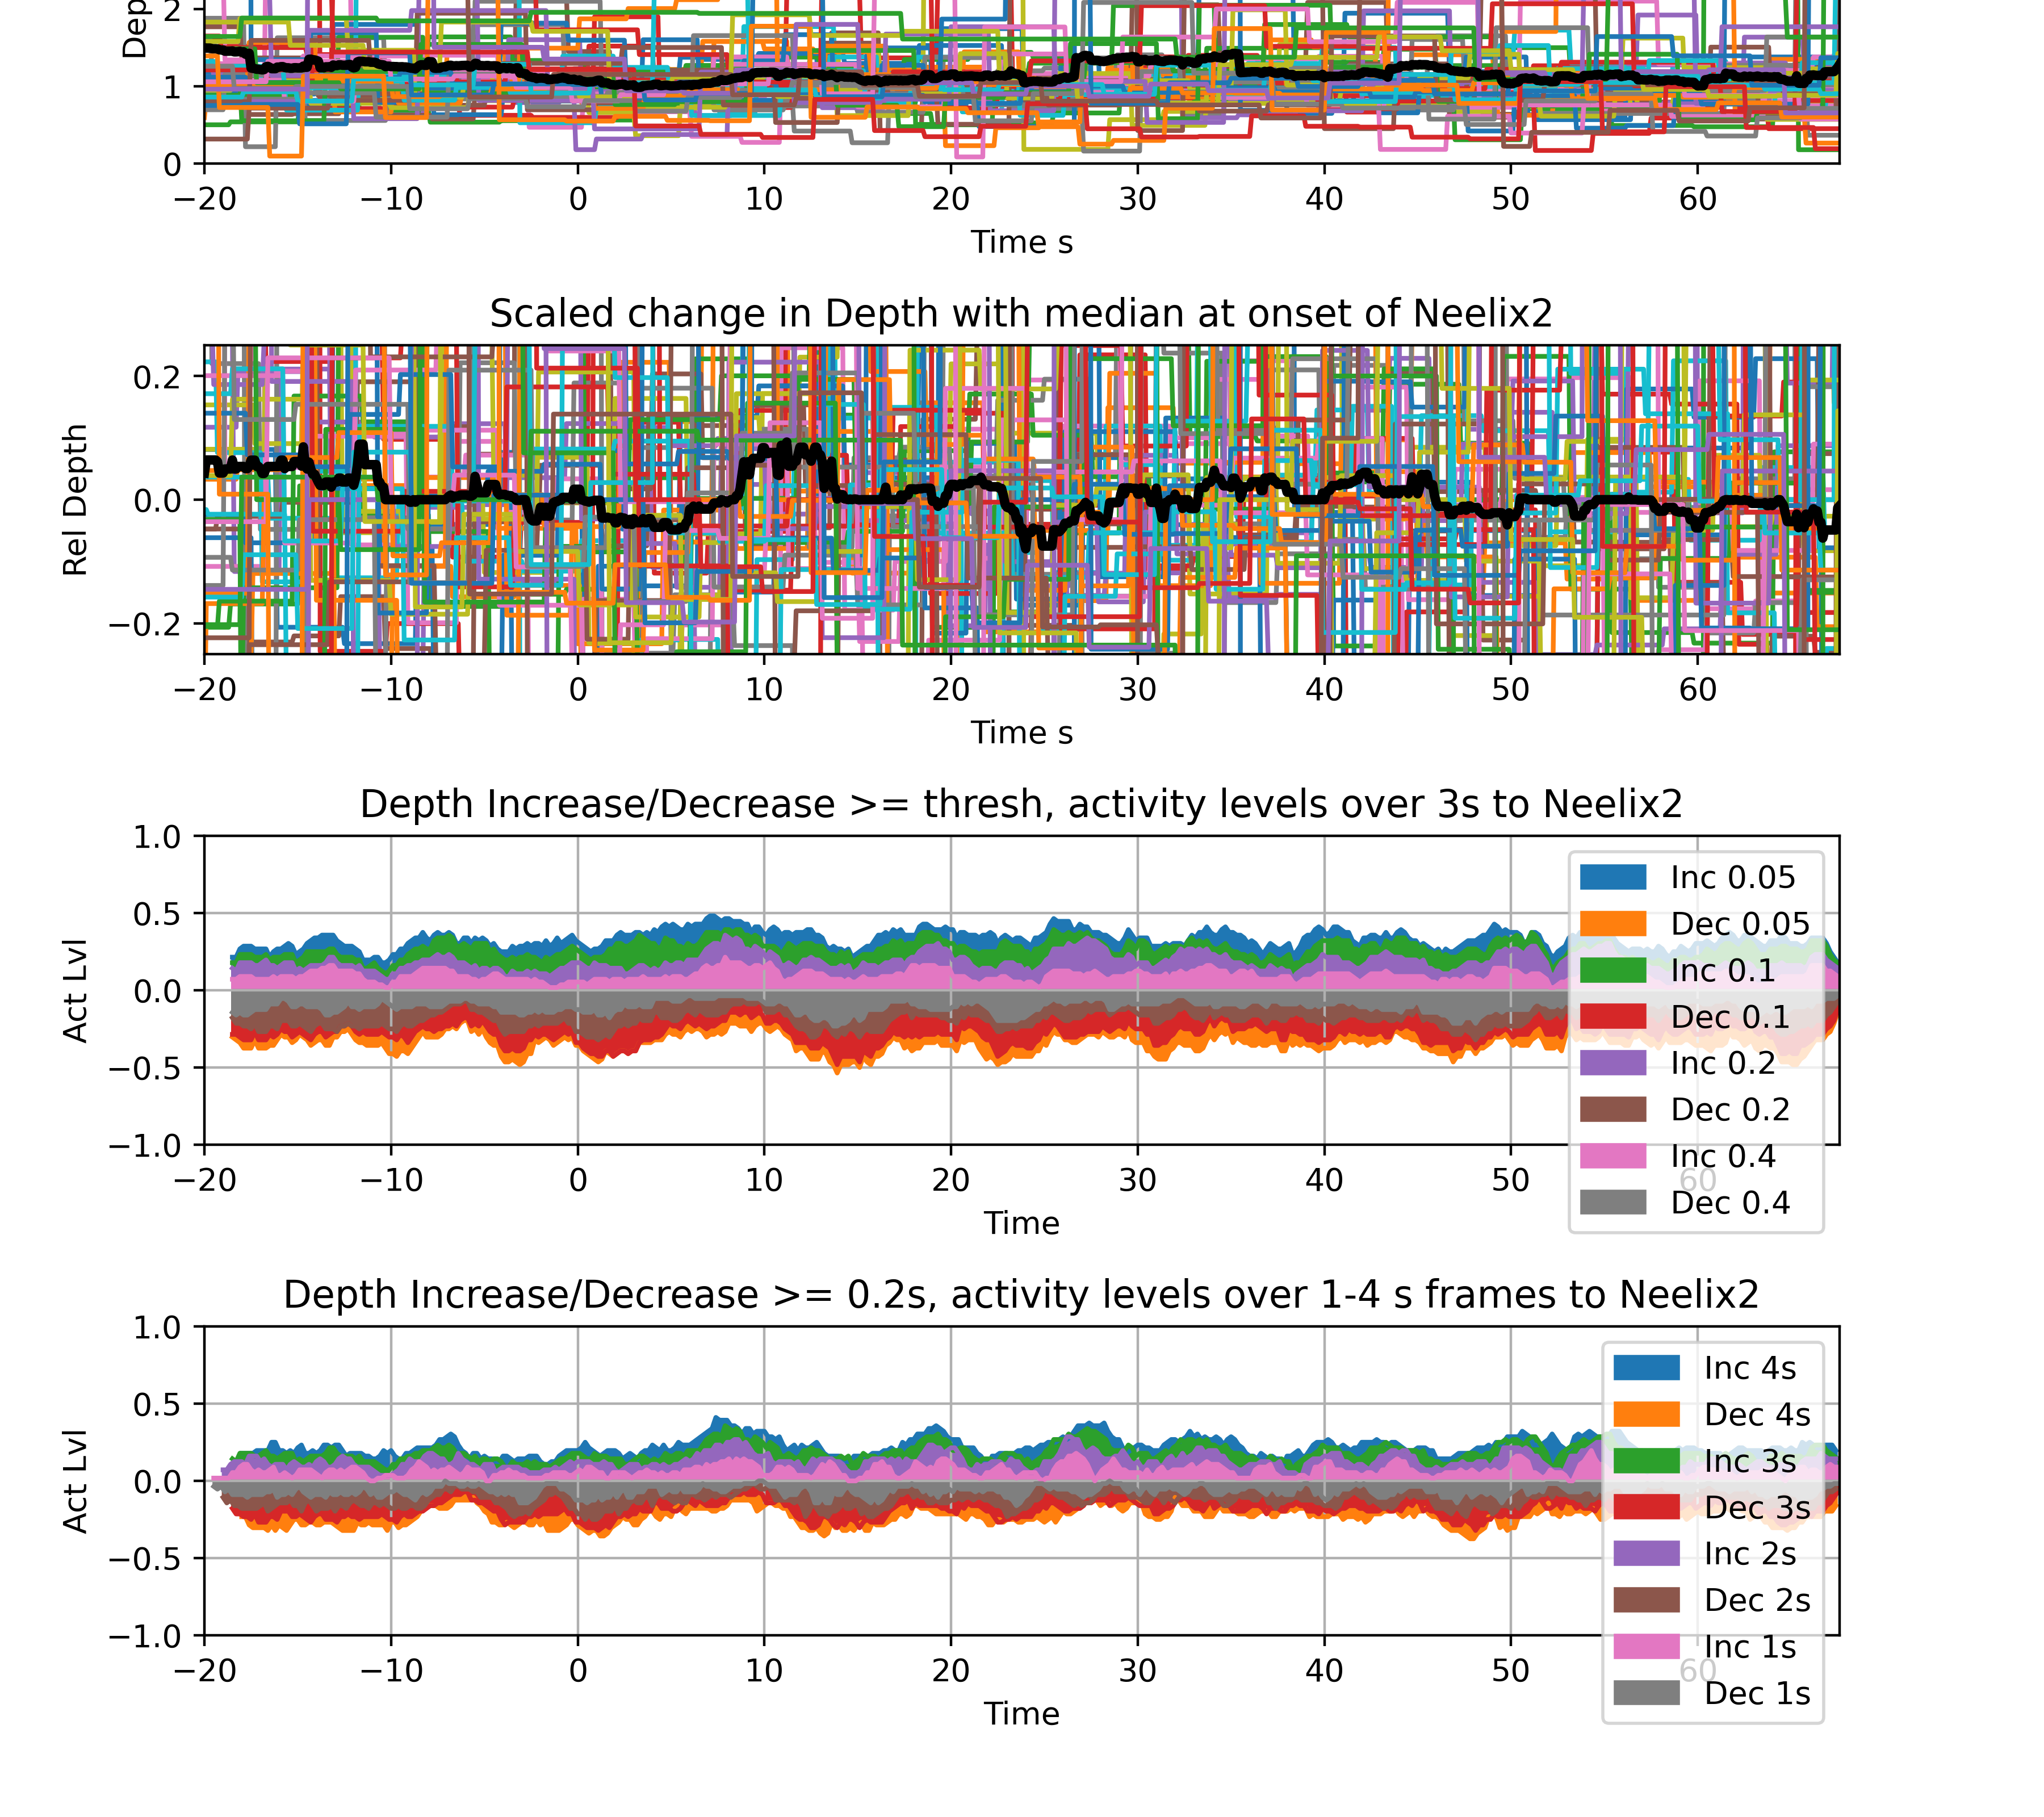 2
1
0
−20 −10 0 10 20 30 40 50 60
Time s
Scaled change in Depth with median at onset of Neelix2
Rel Depth
0.2
0.0
−0.2
−20 −10 0 10 20 30 40 50 60
Time s
Depth Increase/Decrease >= thresh, activity levels over 3s to Neelix2
Act Lvl
1.0
0.5
0.0
−0.5
−1.0
Inc 0.05
Dec 0.05
Inc 0.1
Dec 0.1
Inc 0.2
Dec 0.2
Inc 0.4
Dec 0.4
−20 −10 0 10 20 30 40 50 60
Time
Depth Increase/Decrease >= 0.2s, activity levels over 1-4 s frames to Neelix2
Act Lvl
1.0
0.5
0.0
−0.5
−1.0
Inc 4s
Dec 4s
Inc 3s
Dec 3s
Inc 2s
Dec 2s
Inc 1s
Dec 1s
−20 −10 0 10 20 30 40 50 60
Time